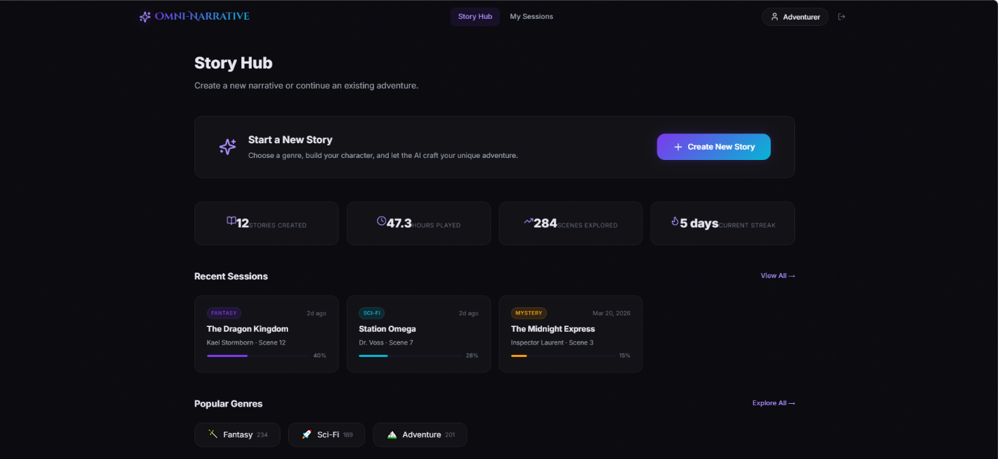 Omni-Narrative
Story Hub
My Sessions
Adventurer
Story Hub
Create a new narrative or continue an existing adventure.
Start a New Story
Choose a genre, build your character, and let the AI craft your unique adventure.
Create New Story
12 STORIES CREATED
47.3 HOURS PLAYED
284 SCENES EXPLORED
5 days CURRENT STREAK
Recent Sessions
View All →
FANTASY 2d ago
The Dragon Kingdom
Kael Stormborn · Scene 12
40%
SCI-FI 2d ago
Station Omega
Dr. Voss · Scene 7
28%
MYSTERY Mar 20, 2026
The Midnight Express
Inspector Laurent · Scene 3
15%
Popular Genres
Explore All →
Fantasy 234
Sci-Fi 189
Adventure 201